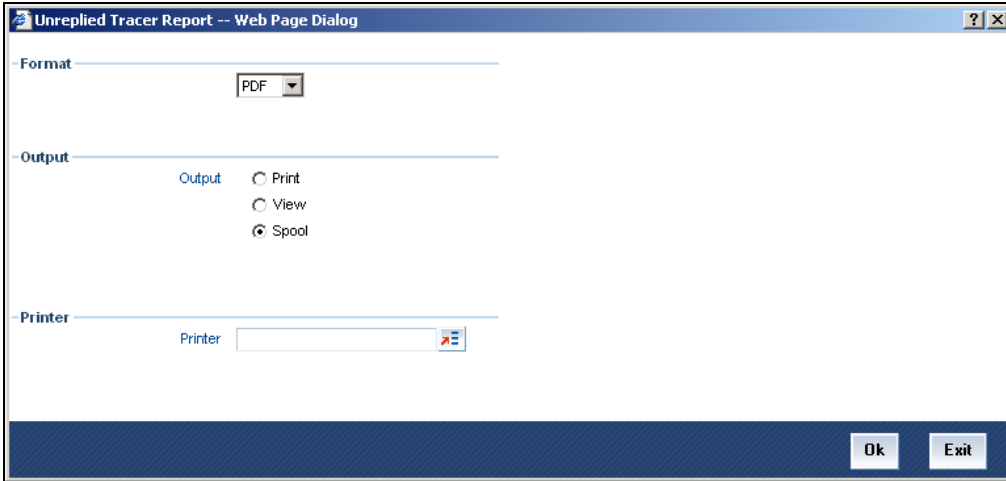 Unreplied Tracer Report -- Web Page Dialog
Format
PDF
Output
Output Print
View
Spool
Printer
Printer
Ok Exit